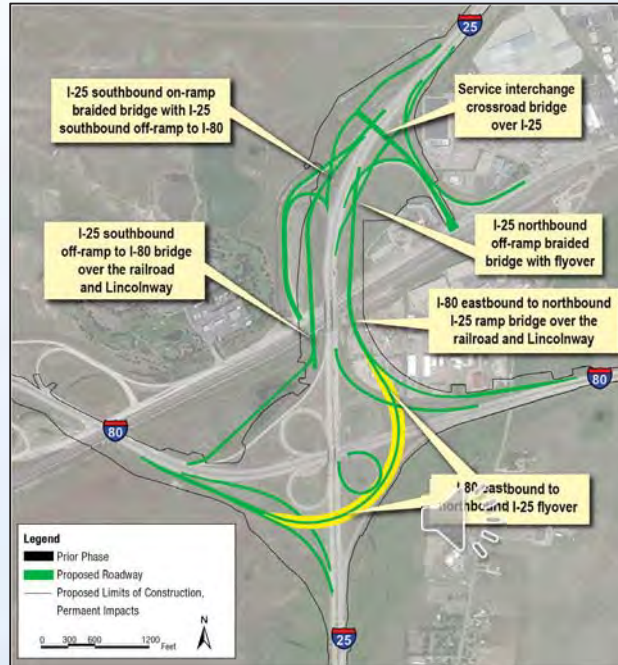 25
I-25 southbound on-ramp
braided bridge with I-25
southbound off-ramp to I-80
Service interchange
crossroad bridge
over I-25
I-25 southbound
off-ramp to I-80 bridge
over the railroad
and Lincolnway
I-25 northbound
off-ramp braided
bridge with flyover
I-80 eastbound to northbound
I-25 ramp bridge over the
railroad and Lincolnway
80
80
I-80 eastbound to
northbound I-25 flyover
Legend
Prior Phase
Proposed Roadway
Proposed Limits of Construction,
Permaent Impacts
N
0 300 600 1200
Feet
25